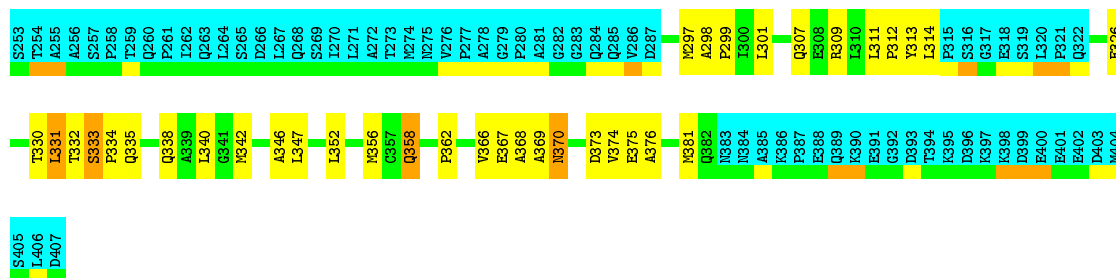 S253 T254 A255 A256 S257 P258 T259 Q260 P261 I262 Q263 L264 S265 D266 L267 Q268 S269 I270 L271 A272 T273 M274 N275 V276 P277 A278 G279 P280 A281 G282 G283 Q284 Q285 V286 D287 M297 A298 P299 I300 L301 Q307 E308 R309 L310 L311 P312 Y313 L314 P315 S316 G317 E318 S319 L320 P321 Q322
T330 L331 T332 S333 P334 Q335 Q338 A339 L340 G341 M342 A346 L347 L352 M356 C357 Q358 P362 V366 E367 A368 A369 N370 D373 V374 E375 A376 M381 Q382 N383 N384 A385 K386 P387 E388 Q389 K390 E391 G392 D393 T394 K395 D396 K397 K398 D399 E400 E401 E402 D403
S405 L406 D407